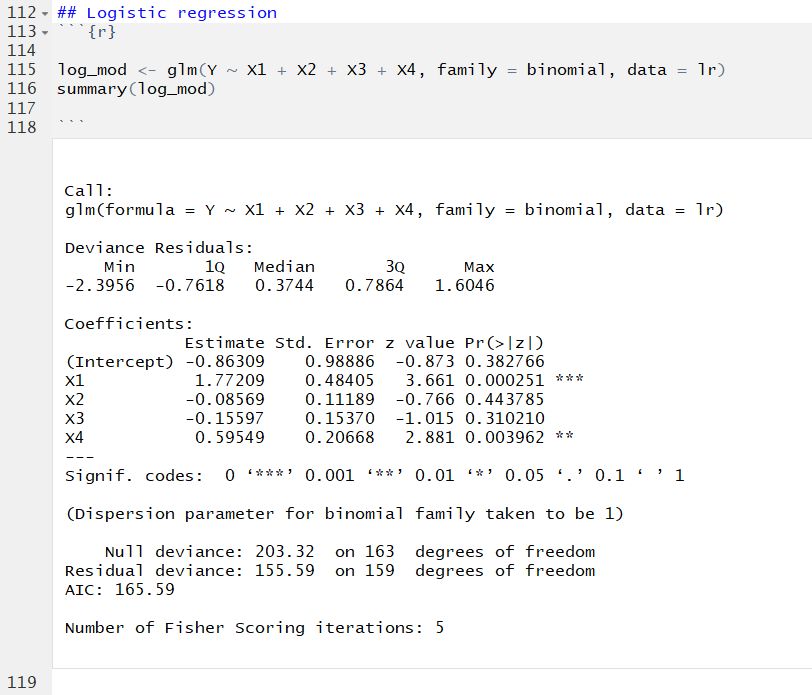 112 ## Logistic regression
113 ```{r}
114
115 log_mod <- glm(Y ~ X1 + X2 + X3 + X4, family = binomial, data = lr)
116 summary(log_mod)
117
118 ```
Call:
glm(formula = Y ~ X1 + X2 + X3 + X4, family = binomial, data = lr)
Deviance Residuals:
    Min       1Q   Median       3Q      Max
-2.3956  -0.7618   0.3744   0.7864   1.6046
Coefficients:
            Estimate Std. Error z value Pr(>|z|)
(Intercept) -0.86309    0.98886  -0.873 0.382766
X1           1.77209    0.48405   3.661 0.000251 ***
X2          -0.08569    0.11189  -0.766 0.443785
X3          -0.15597    0.15370  -1.015 0.310210
X4           0.59549    0.20668   2.881 0.003962 **
---
Signif. codes:  0 ‘***’ 0.001 ‘**’ 0.01 ‘*’ 0.05 ‘.’ 0.1 ‘ ’ 1
(Dispersion parameter for binomial family taken to be 1)
    Null deviance: 203.32  on 163  degrees of freedom
Residual deviance: 155.59  on 159  degrees of freedom
AIC: 165.59
Number of Fisher Scoring iterations: 5
119